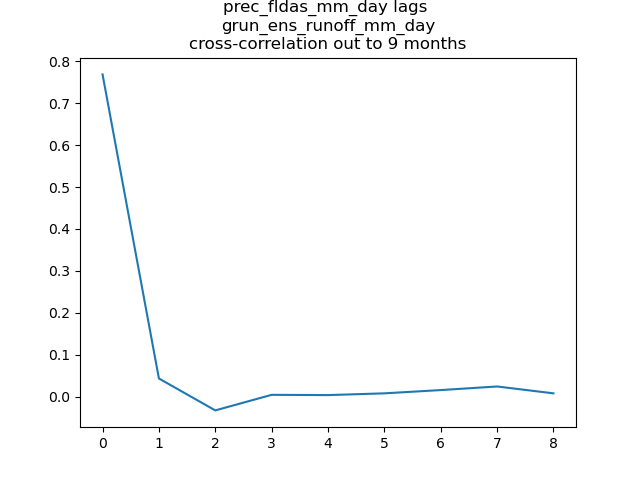 prec_fldas_mm_day lags
grun_ens_runoff_mm_day
cross-correlation out to 9 months
0.8
0.7
0.6
0.5
0.4
0.3
0.2
0.1
0.0
0 1 2 3 4 5 6 7 8